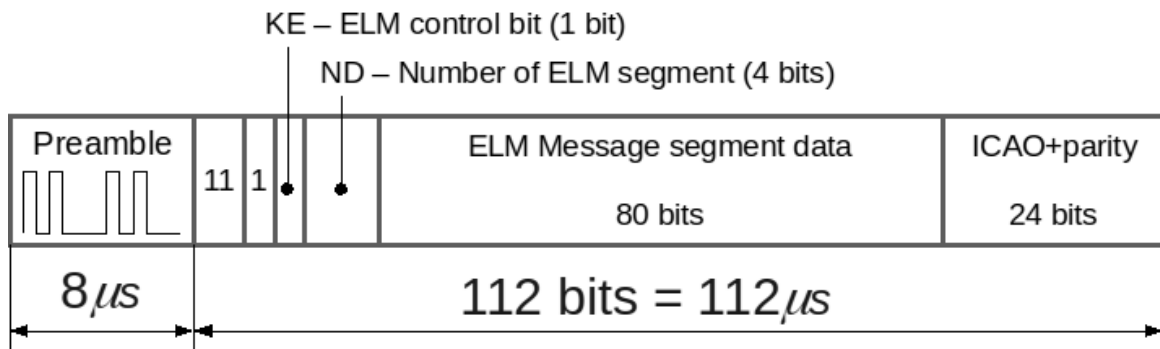 KE – ELM control bit (1 bit)
ND – Number of ELM segment (4 bits)
Preamble
11
1
ELM Message segment data
80 bits
ICAO+parity
24 bits
8μs
112 bits = 112μs